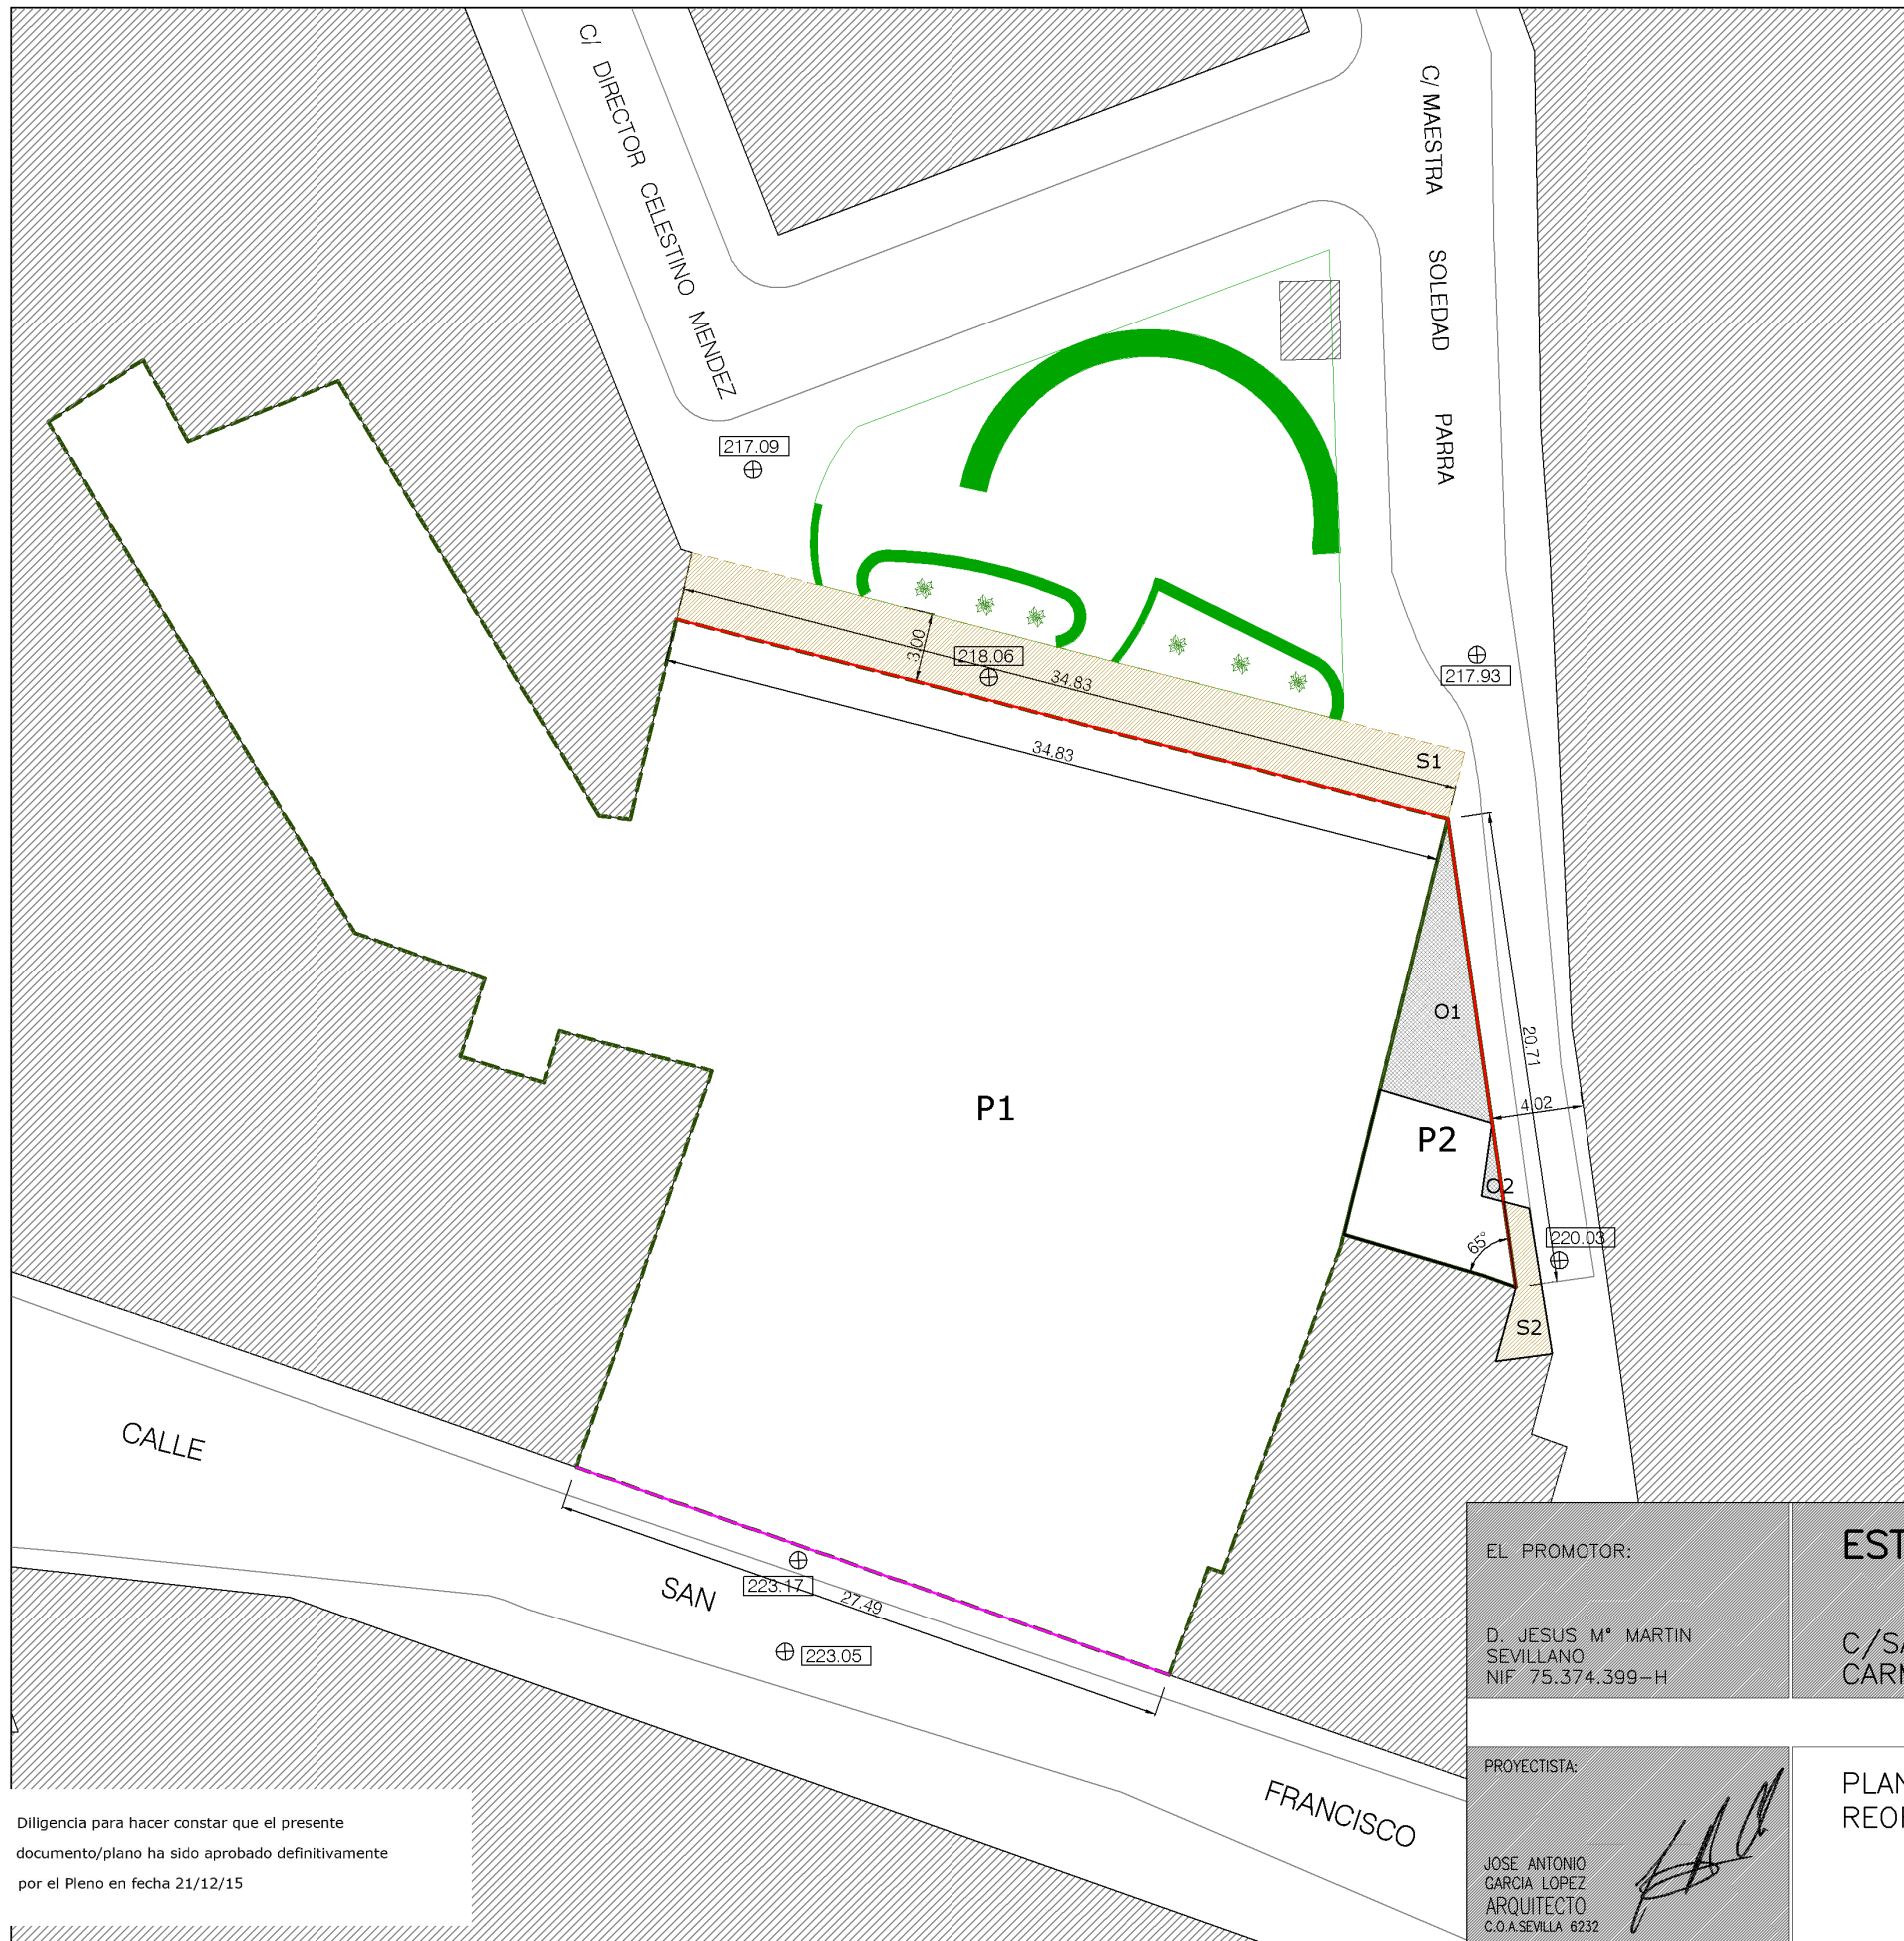 C/ DIRECTOR CELESTINO MENDEZ
C/ MAESTRA SOLEDAD PARRA
217.09
218.06
3.00
34.83
34.83
217.93
S1
O1
20.71
4.02
P1
P2
O2
65°
220.03
S2
CALLE SAN FRANCISCO
223.17
27.49
223.05
EL PROMOTOR:
D. JESUS Mª MARTIN
SEVILLANO
NIF 75.374.399-H
EST
C/SA
CARM
PROYECTISTA:
JOSE ANTONIO
GARCIA LOPEZ
ARQUITECTO
C.O.A.SEVILLA 6232
PLAN
REOR
Diligencia para hacer constar que el presente
documento/plano ha sido aprobado definitivamente
por el Pleno en fecha 21/12/15